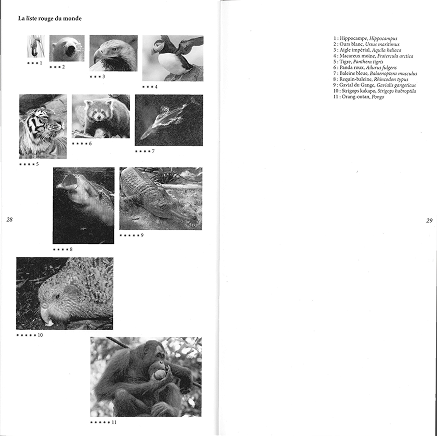 La liste rouge du monde
••• 1
••• 2
••• 3
•••• 4
•••• 5
•••• 6
•••• 7
•••• 8
••••• 9
••••• 10
••••• 11
28
1 : Hippocampe, Hippocampus
2 : Ours blanc, Ursus maritimus
3 : Aigle impérial, Aquila heliaca
4 : Macareux moine, Fratercula arctica
5 : Tigre, Panthera tigris
6 : Panda roux, Ailurus fulgens
7 : Baleine bleue, Balaenoptera musculus
8 : Requin-baleine, Rhincodon typus
9 : Gavial du Gange, Gavialis gangeticus
10 : Strigops kakapo, Strigops habroptila
11 : Orang-outan, Pongo
29